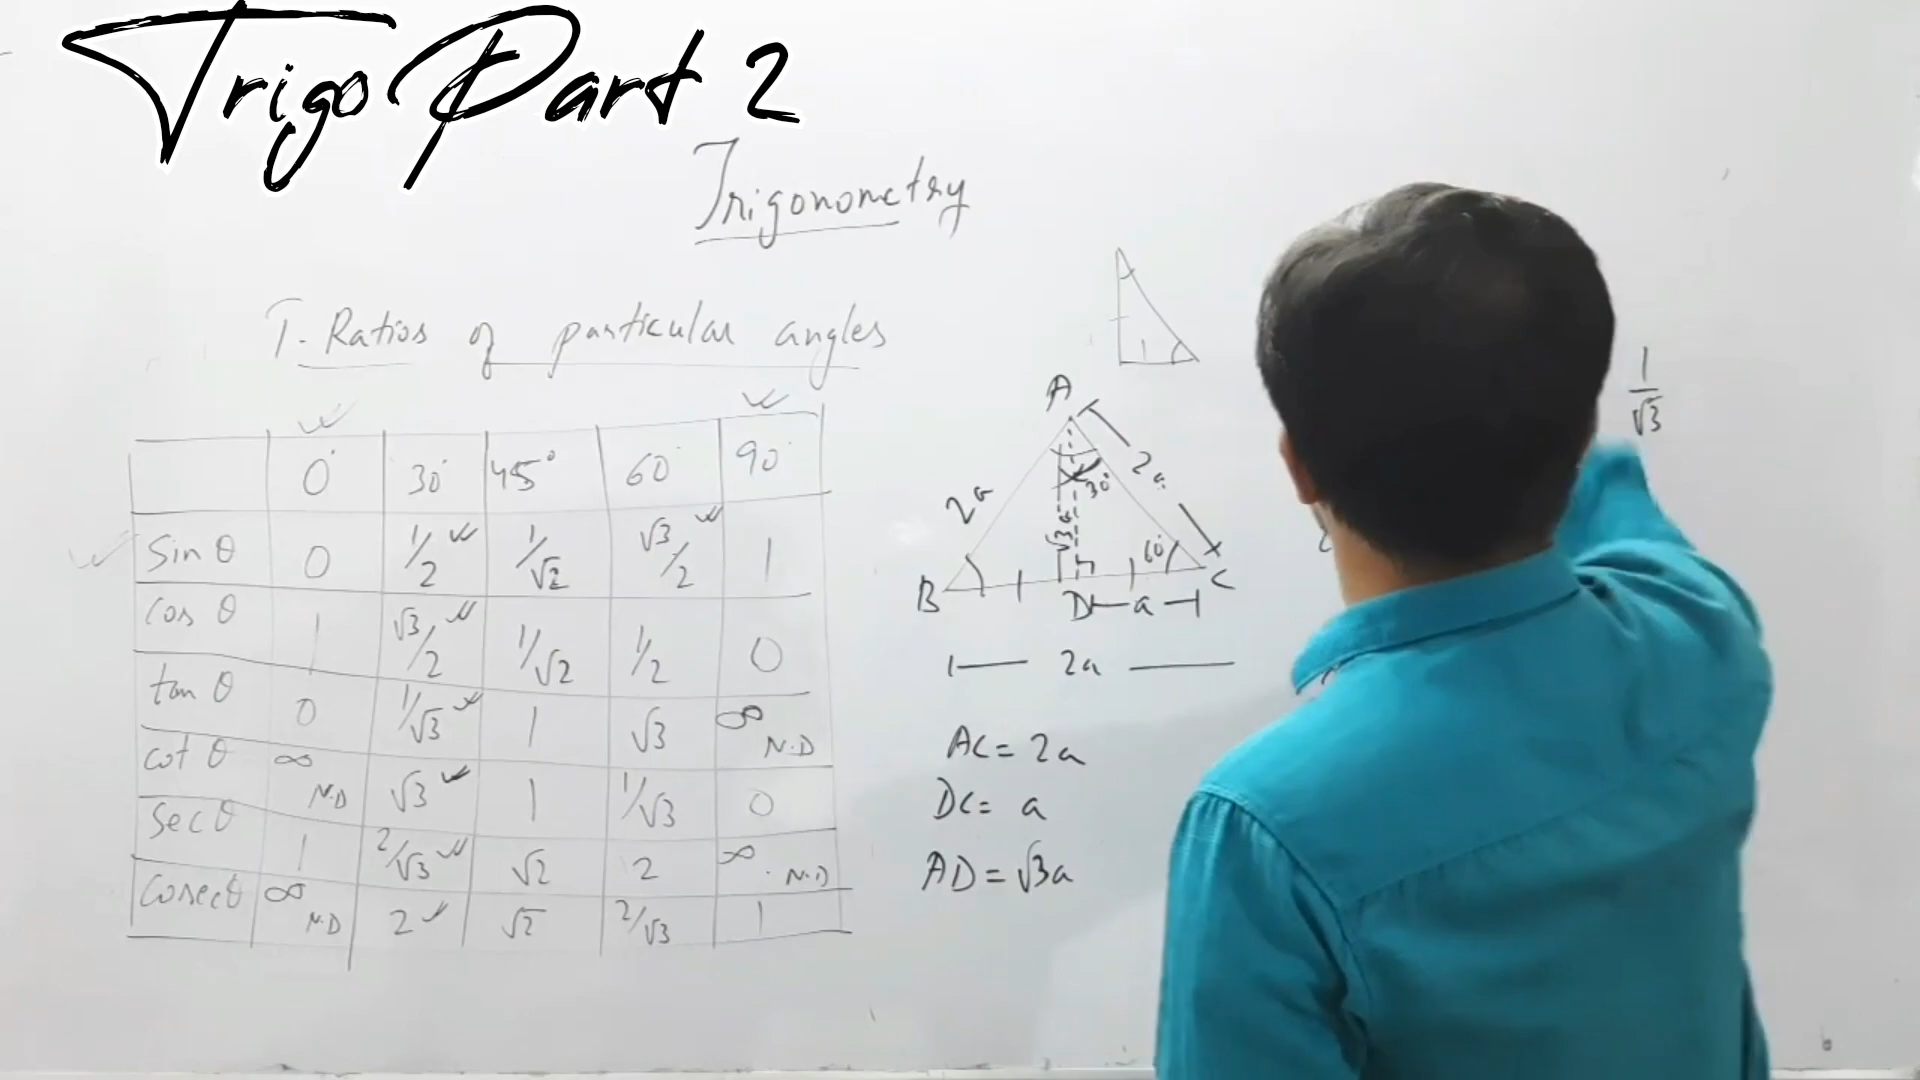 Trigo Part 2
Trigonometry
T. Ratios of particular angles
0° 30° 45° 60° 90°
Sin θ 0 1/2 1/√2 √3/2 1
Cos θ 1 √3/2 1/√2 1/2 0
tan θ 0 1/√3 1 √3 ∞ N.D
cot θ ∞ N.D √3 1 1/√3 0
Sec θ 1 2/√3 √2 2 ∞ N.D
Cosec θ ∞ N.D 2 √2 2/√3 1
A
2a 2a
30°
√3a 60°
B D a C
2a
AC = 2a
DC = a
AD = √3a
1/√3